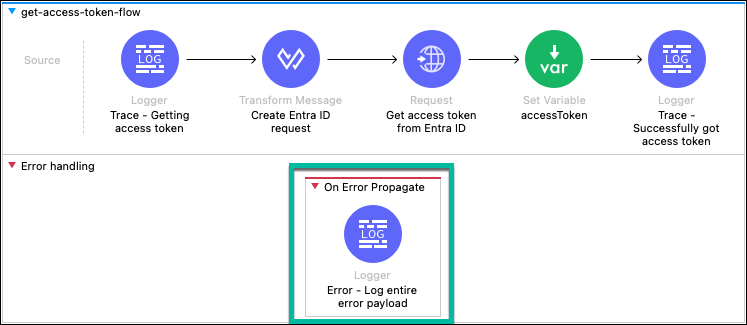 get-access-token-flow
Source
LOG
Logger
Trace - Getting
access token
Transform Message
Create Entra ID
request
Request
Get access token
from Entra ID
var
Set Variable
accessToken
LOG
Logger
Trace -
Successfully got
access token
Error handling
On Error Propagate
LOG
Logger
Error - Log entire
error payload